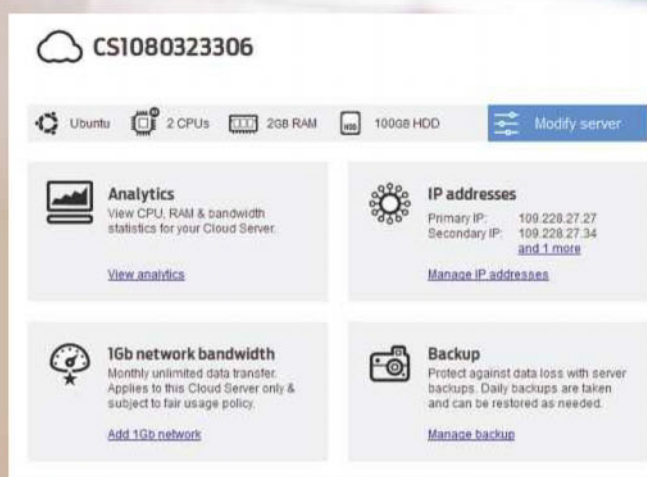 CS1080323306
Ubuntu 2 CPUs 2GB RAM HDD 100GB HDD Modify server
Analytics
View CPU, RAM & bandwidth
statistics for your Cloud Server.
View analytics
IP addresses
Primary IP: 109.228.27.27
Secondary IP: 109.228.27.34
and 1 more
Manage IP addresses
1Gb network bandwidth
Monthly unlimited data transfer.
Applies to this Cloud Server only &
subject to fair usage policy.
Add 1Gb network
Backup
Protect against data loss with server
backups. Daily backups are taken
and can be restored as needed.
Manage backup